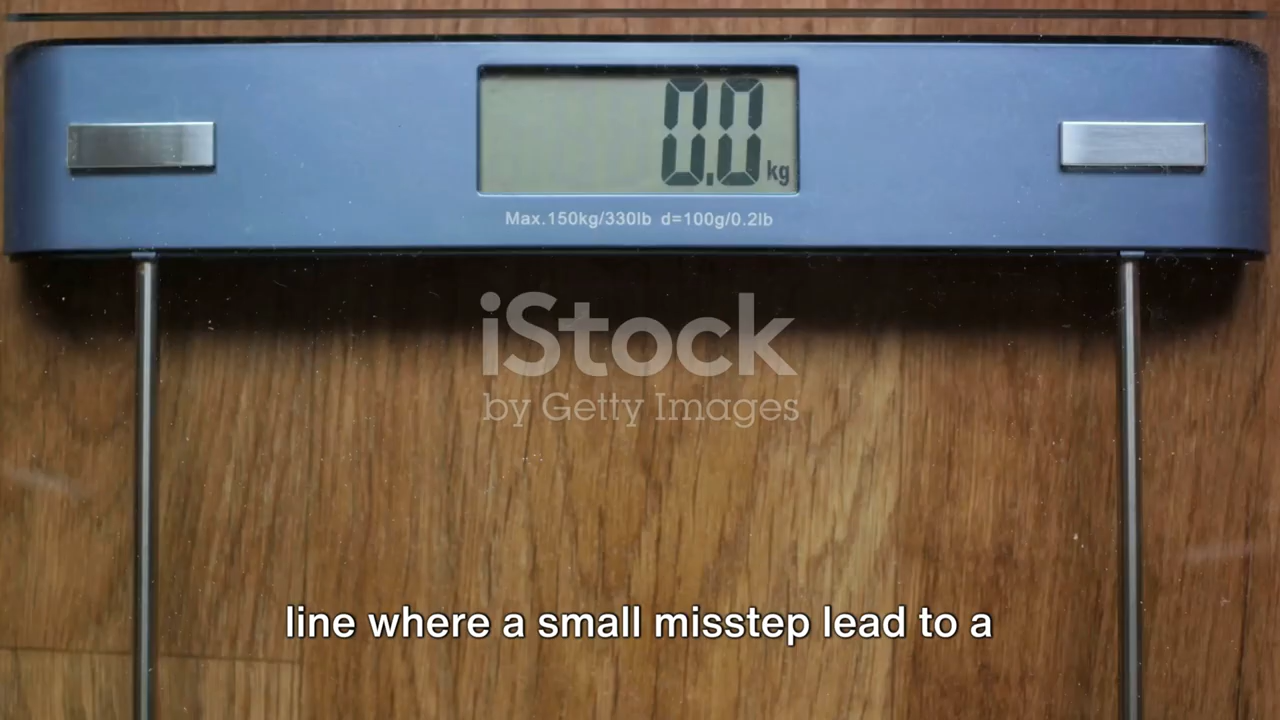 0.0 kg
Max.150kg/330lb d=100g/0.2lb
iStock
by Getty Images
line where a small misstep lead to a